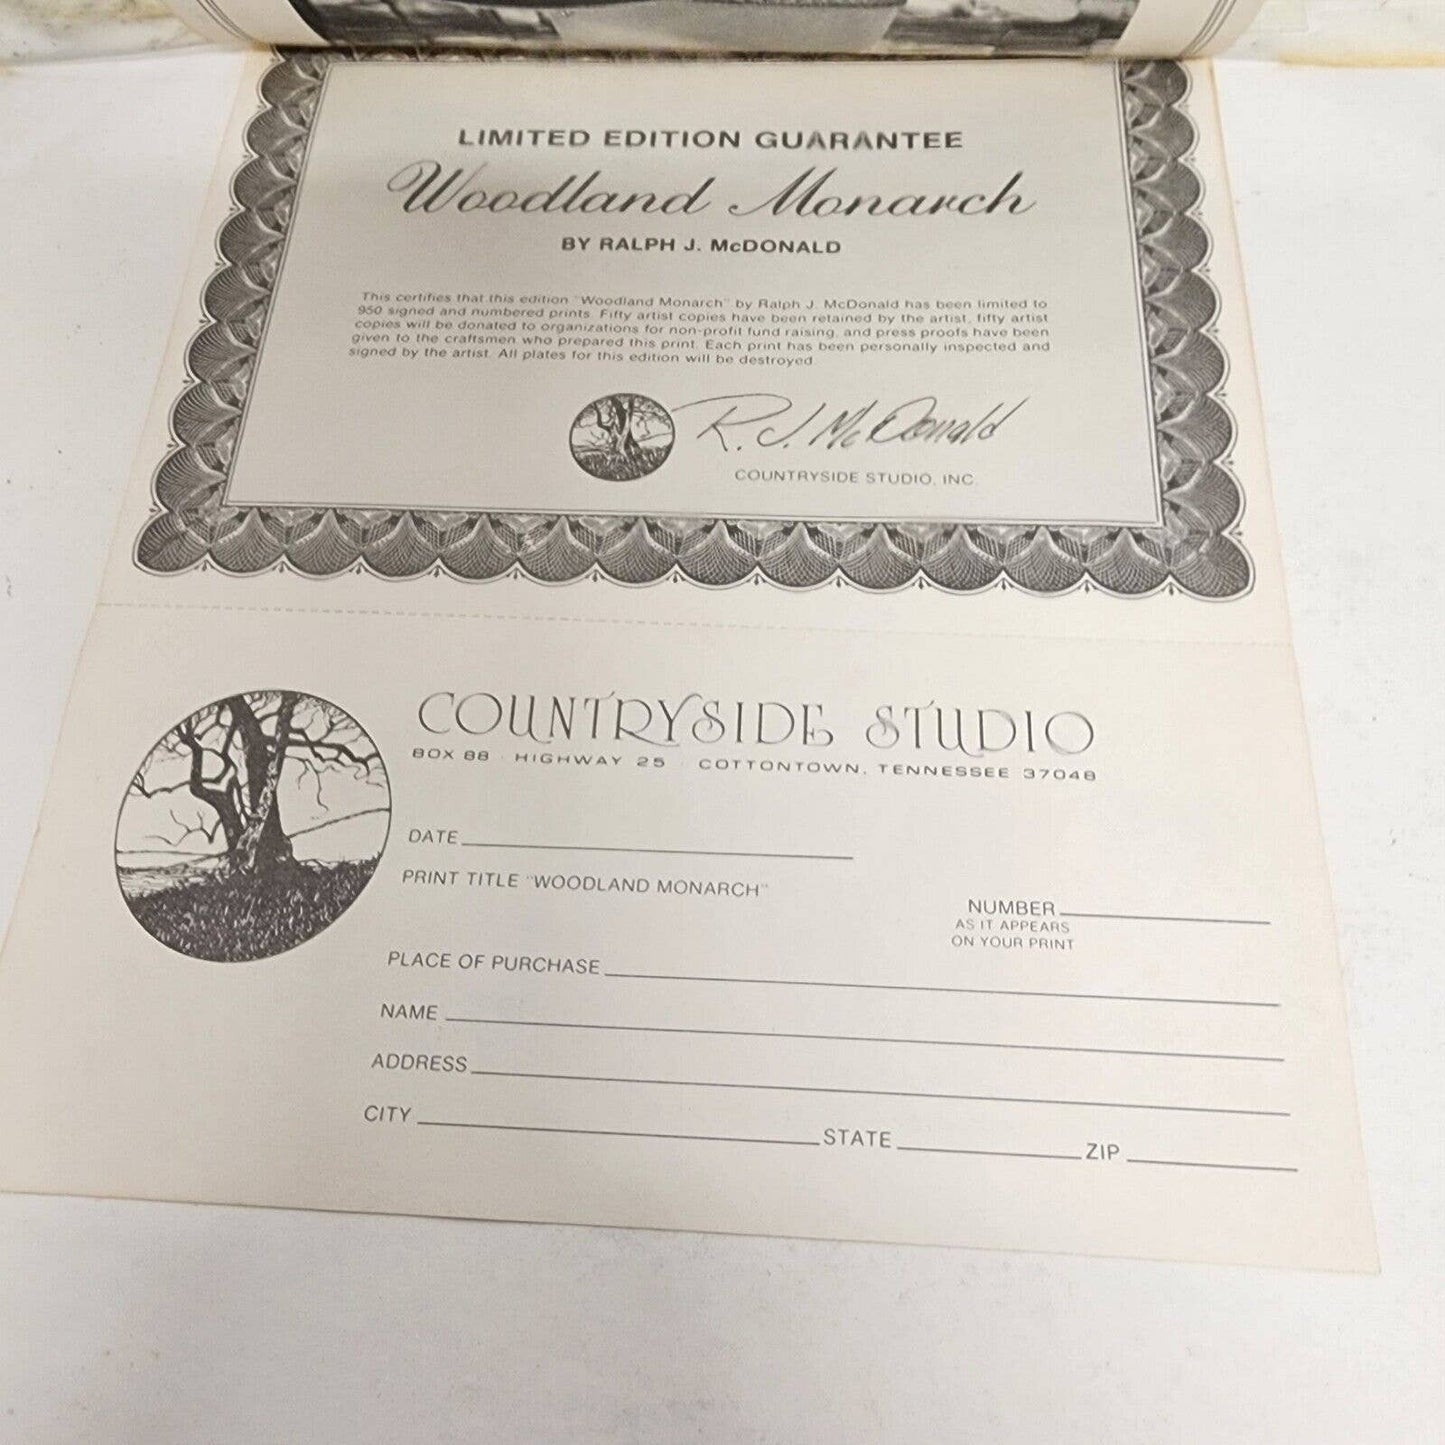 LIMITED EDITION GUARANTEE
Woodland Monarch
BY RALPH J. McDONALD
This certifies that this edition "Woodland Monarch" by Ralph J. McDonald has been limited to
950 signed and numbered prints. Fifty artist copies have been retained by the artist, fifty artist
copies will be donated to organizations for non-profit fund raising, and press proofs have been
given to the craftsmen who prepared this print. Each print has been personally inspected and
signed by the artist. All plates for this edition will be destroyed
R. J. McDonald
COUNTRYSIDE STUDIO, INC.
COUNTRYSIDE STUDIO
BOX 88 · HIGHWAY 25 · COTTONTOWN, TENNESSEE 37048
DATE
PRINT TITLE "WOODLAND MONARCH"
NUMBER
AS IT APPEARS
ON YOUR PRINT
PLACE OF PURCHASE
NAME
ADDRESS
CITY STATE ZIP